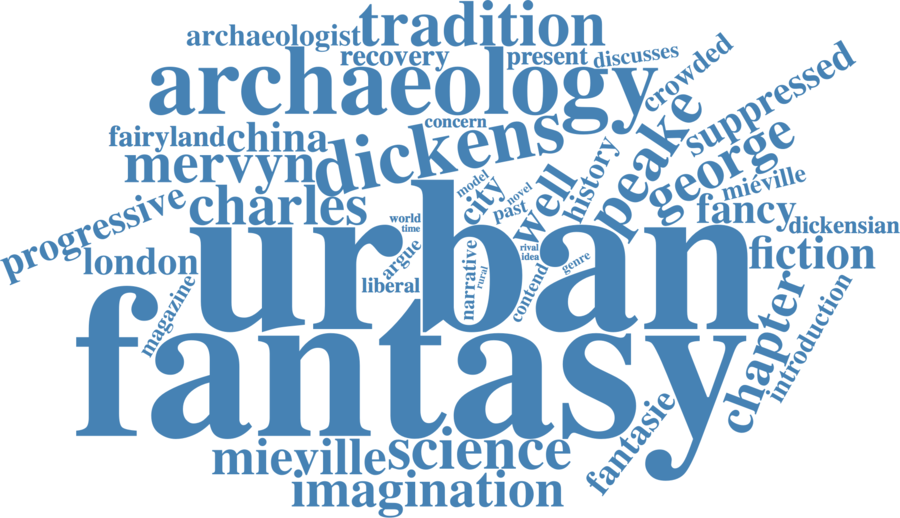 tradition
archaeologist
recovery
present
discusses
crowded
archaeology
suppressed
concern
dickens
peake
george
fairyland
china
mervyn
model
city
novel
past
well
history
miéville
fancy
dickensian
progressive
charles
world
time
urban
argue
liberal
narrative
rural
rival
idea
contend
genre
fiction
london
magazine
fantasy
chapter
introduction
mieville
science
fantasie
imagination